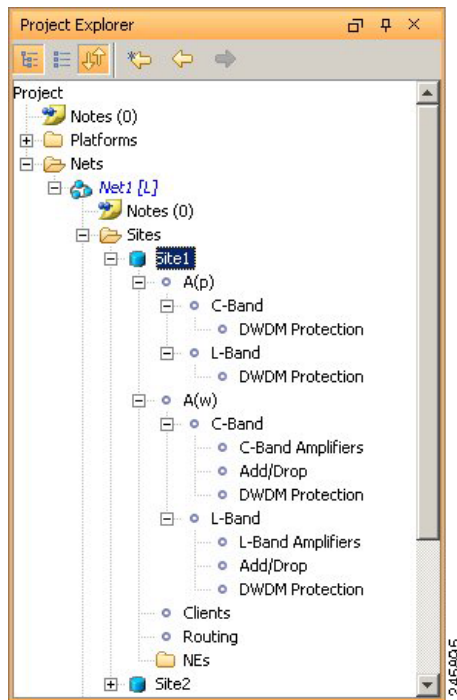 Project Explorer
Project
Notes (0)
Platforms
Nets
Net1 [L]
Notes (0)
Sites
Site1
A(p)
C-Band
DWDM Protection
L-Band
DWDM Protection
A(w)
C-Band
C-Band Amplifiers
Add/Drop
DWDM Protection
L-Band
L-Band Amplifiers
Add/Drop
DWDM Protection
Clients
Routing
NEs
Site2